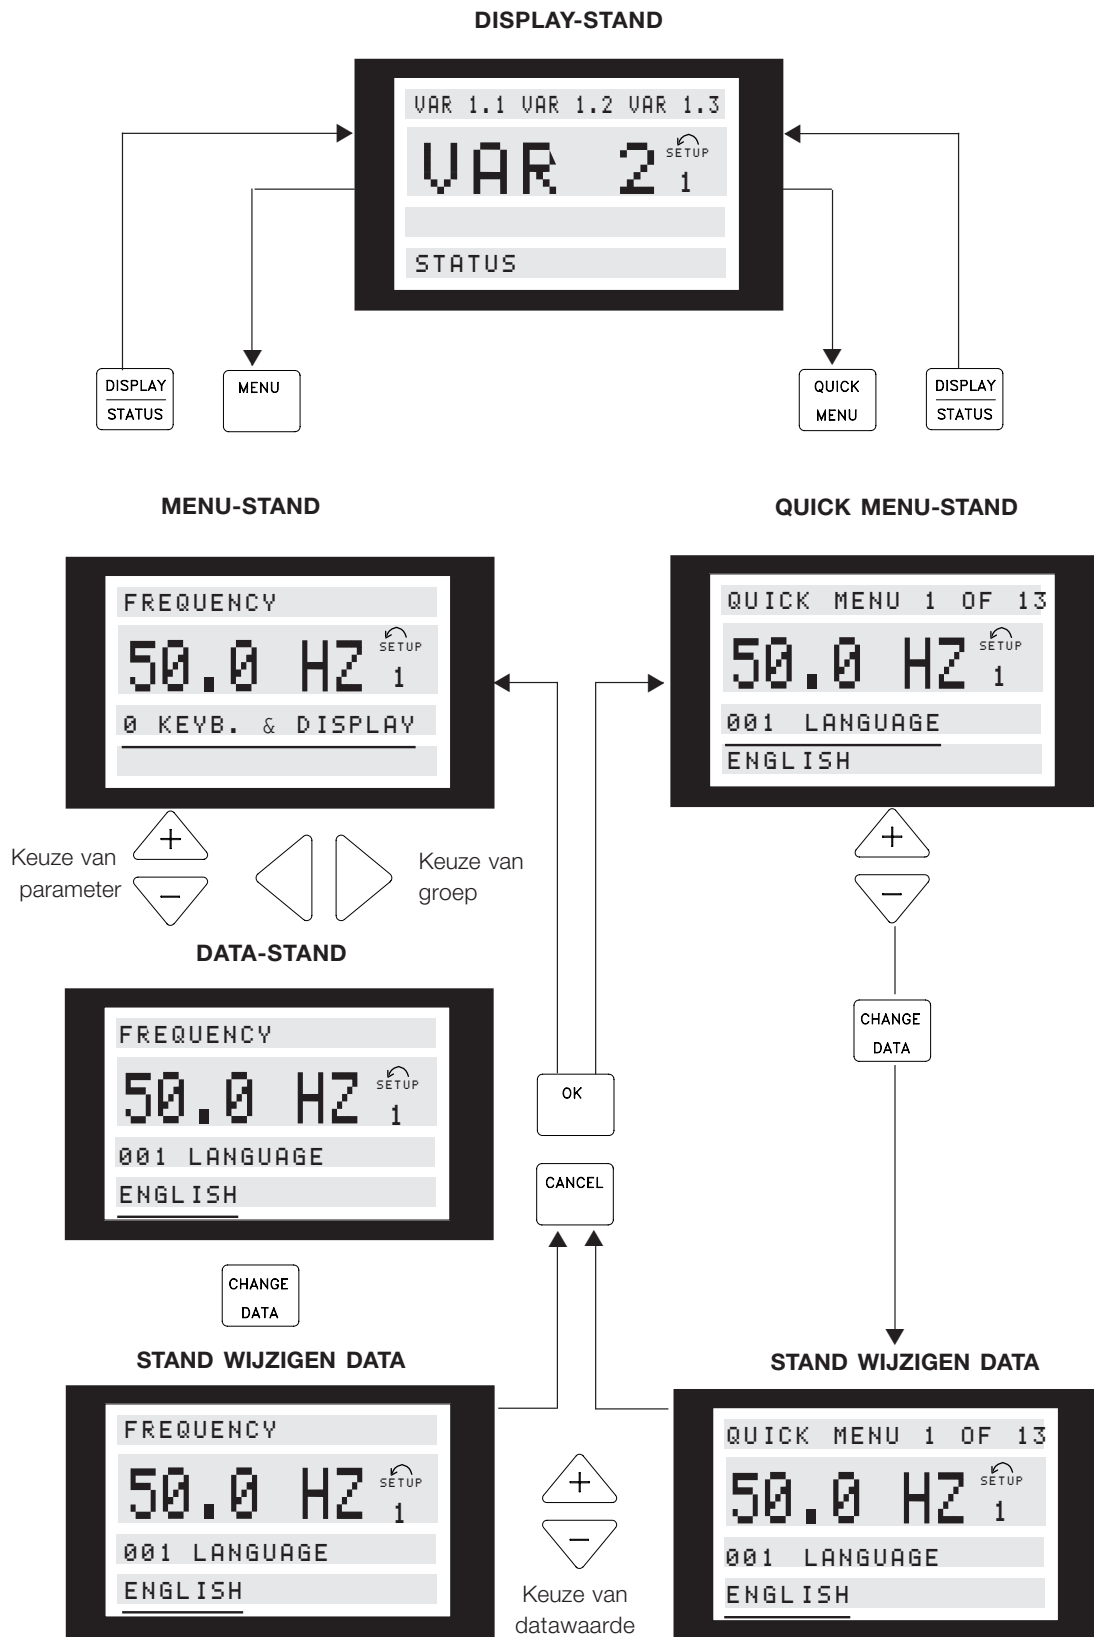 DISPLAY-STAND
VAR 1.1 VAR 1.2 VAR 1.3
VAR 2
SETUP
1
STATUS
DISPLAY
STATUS
MENU
QUICK
MENU
DISPLAY
STATUS
MENU-STAND
FREQUENCY
50.0 HZ
SETUP
1
0 KEYB. & DISPLAY
Keuze van
parameter
+
−
Keuze van
groep
QUICK MENU-STAND
QUICK MENU 1 OF 13
50.0 HZ
SETUP
1
001 LANGUAGE
ENGLISH
+
−
CHANGE
DATA
DATA-STAND
FREQUENCY
50.0 HZ
SETUP
1
001 LANGUAGE
ENGLISH
OK
CANCEL
CHANGE
DATA
STAND WIJZIGEN DATA
FREQUENCY
50.0 HZ
SETUP
1
001 LANGUAGE
ENGLISH
+
−
Keuze van
datawaarde
STAND WIJZIGEN DATA
QUICK MENU 1 OF 13
50.0 HZ
SETUP
1
001 LANGUAGE
ENGLISH